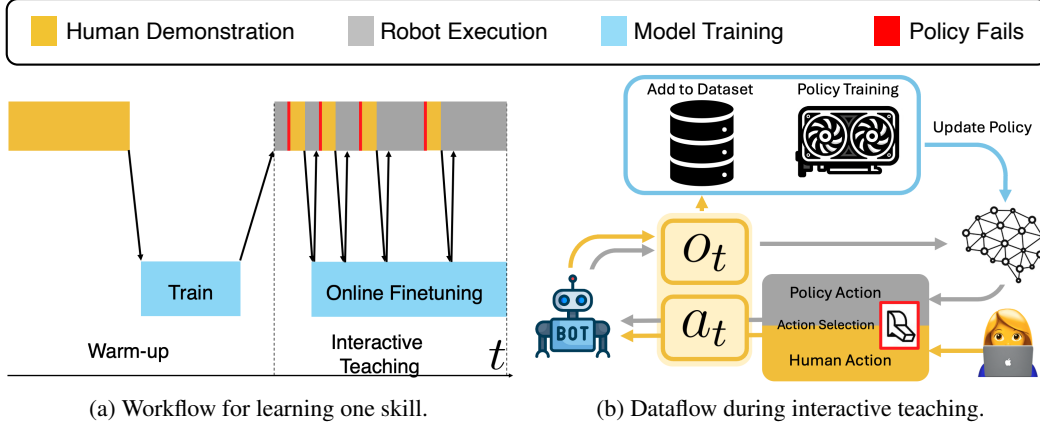 Human Demonstration
Robot Execution
Model Training
Policy Fails
Train
Online Finetuning
Warm-up
Interactive
Teaching
t
(a) Workflow for learning one skill.
Add to Dataset
Policy Training
Update Policy
o_t
BOT
a_t
Policy Action
Action Selection
Human Action
(b) Dataflow during interactive teaching.